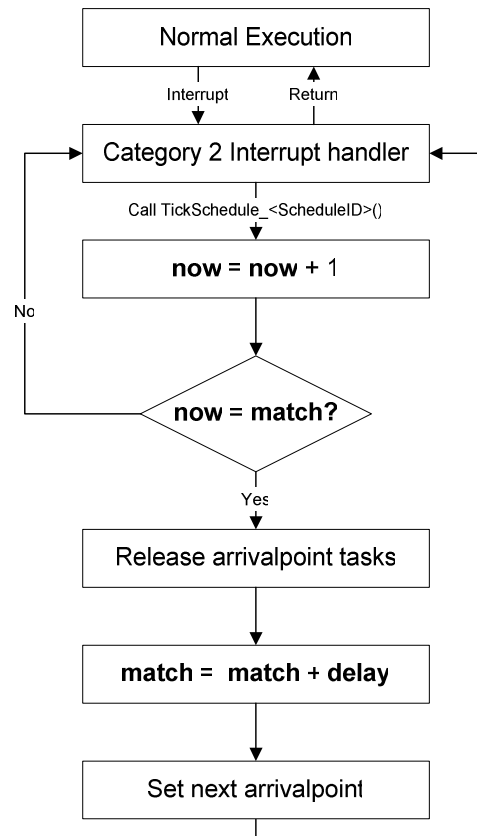 Normal Execution
Interrupt
Return
Category 2 Interrupt handler
Call TickSchedule_<ScheduleID>()
now = now + 1
No
now = match?
Yes
Release arrivalpoint tasks
match = match + delay
Set next arrivalpoint